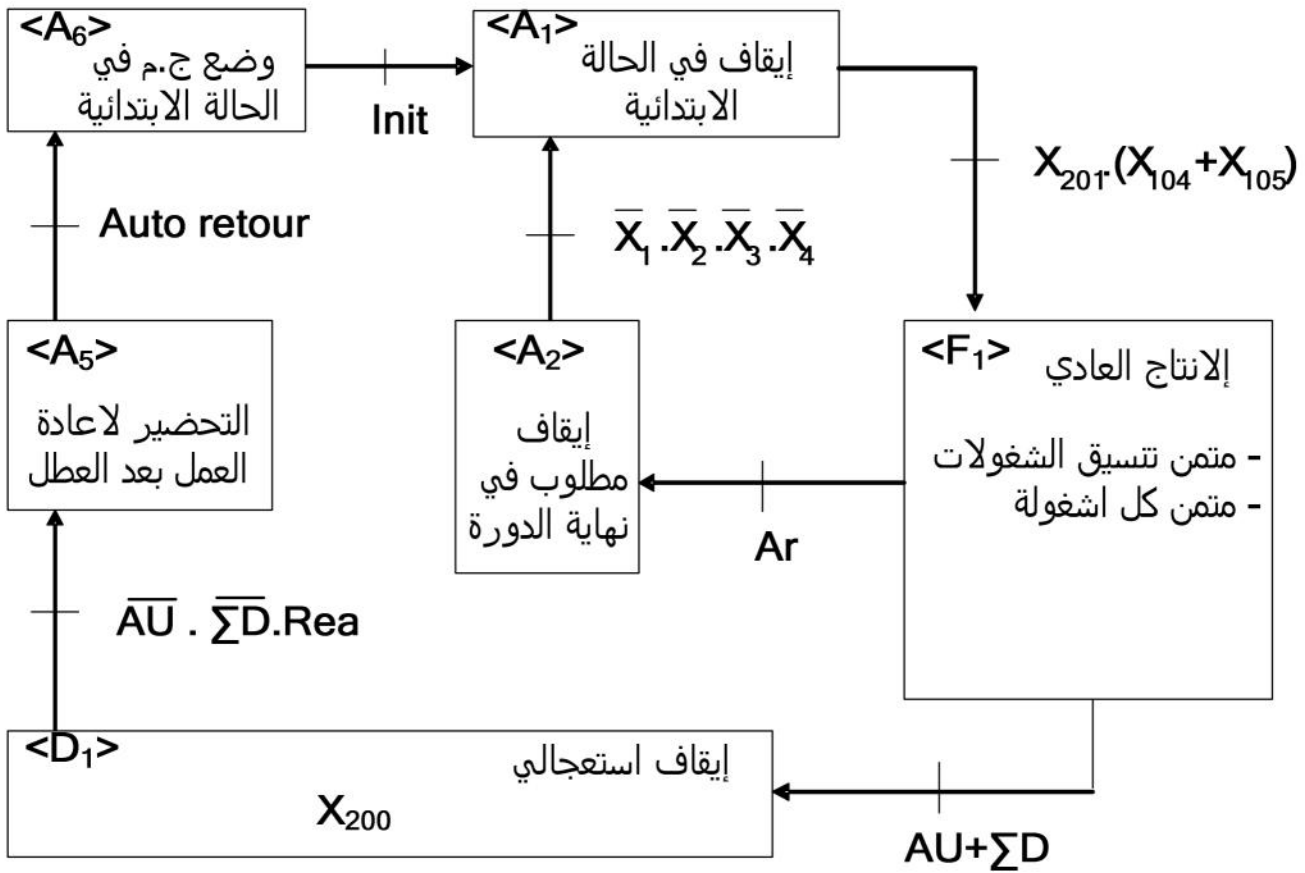 <A₆>
وضع ج.م في
الحالة الابتدائية
Init
<A₁>
إيقاف في الحالة
الابتدائية
X₂₀₁.(X₁₀₄+X₁₀₅)
Auto retour
X̅₁.X̅₂.X̅₃.X̅₄
<A₅>
التحضير لاعادة
العمل بعد العطل
<A₂>
إيقاف
مطلوب في
نهاية الدورة
<F₁>
إلانتاج العادي
- متمن تنسيق الشغولات
- متمن كل اشغولة
Ar
A̅U̅ . ∑̅D̅.Rea
<D₁>
إيقاف استعجالي
X₂₀₀
AU+∑D